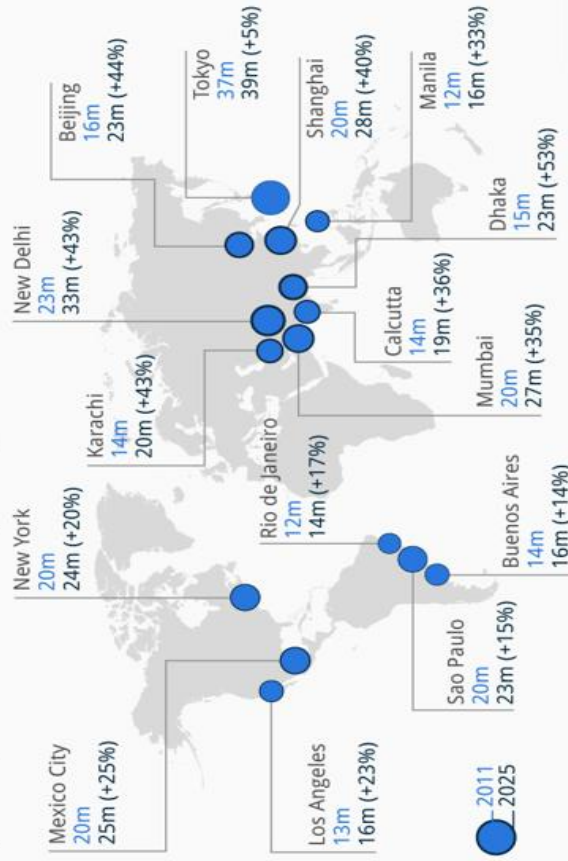 Mexico City
20m
25m (+25%)
New York
20m
24m (+20%)
Karachi
14m
20m (+43%)
New Delhi
23m
33m (+43%)
Beijing
16m
23m (+44%)
Tokyo
37m
39m (+5%)
Shanghai
20m
28m (+40%)
Manila
12m
16m (+33%)
Los Angeles
13m
16m (+23%)
Rio de Janeiro
12m
14m (+17%)
Calcutta
14m
19m (+36%)
Dhaka
15m
23m (+53%)
Sao Paulo
20m
23m (+15%)
Buenos Aires
14m
16m (+14%)
Mumbai
20m
27m (+35%)
2011
2025